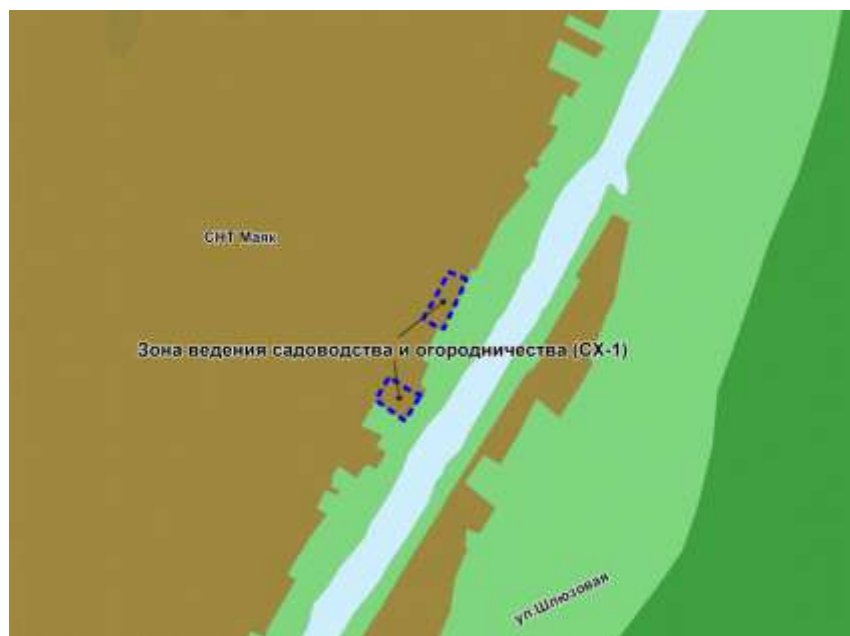 СНТ Маяк
Зона ведения садоводства и огородничества (СХ-1)
ул.Шлюзовая